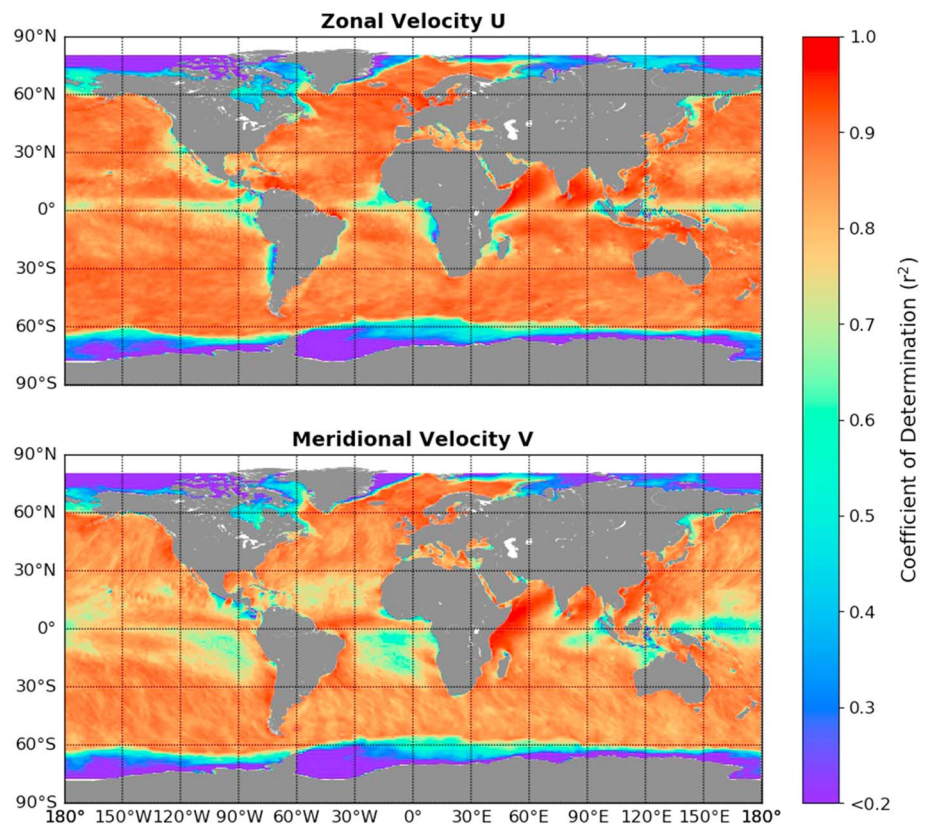 Zonal Velocity U
90°N
60°N
30°N
0°
30°S
60°S
90°S
Meridional Velocity V
90°N
60°N
30°N
0°
30°S
60°S
90°S
180° 150°W 120°W 90°W 60°W 30°W 0° 30°E 60°E 90°E 120°E 150°E 180°
1.0
0.9
0.8
0.7
0.6
0.5
0.4
0.3
<0.2
Coefficient of Determination (r²)